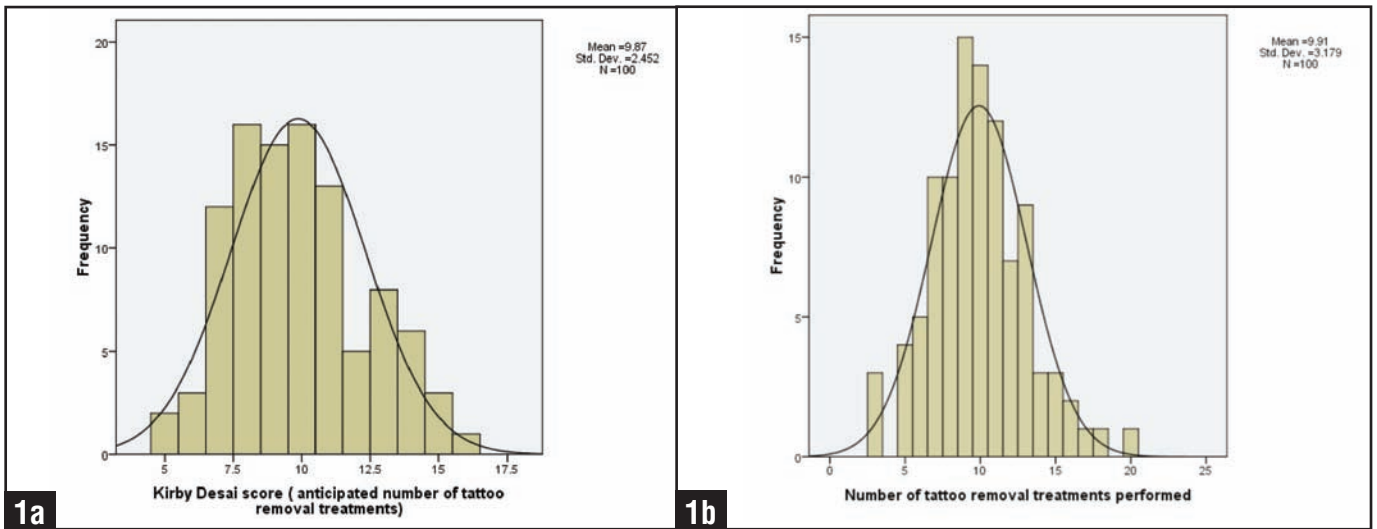 20
15
10
5
0
Frequency
5
7.5
10
12.5
15
17.5
Kirby Desai score ( anticipated number of tattoo
removal treatments)
Mean =9.87
Std. Dev. =2.452
N =100
1a
15
10
5
0
Frequency
0
5
10
15
20
25
Number of tattoo removal treatments performed
Mean =9.91
Std. Dev. =3.179
N =100
1b